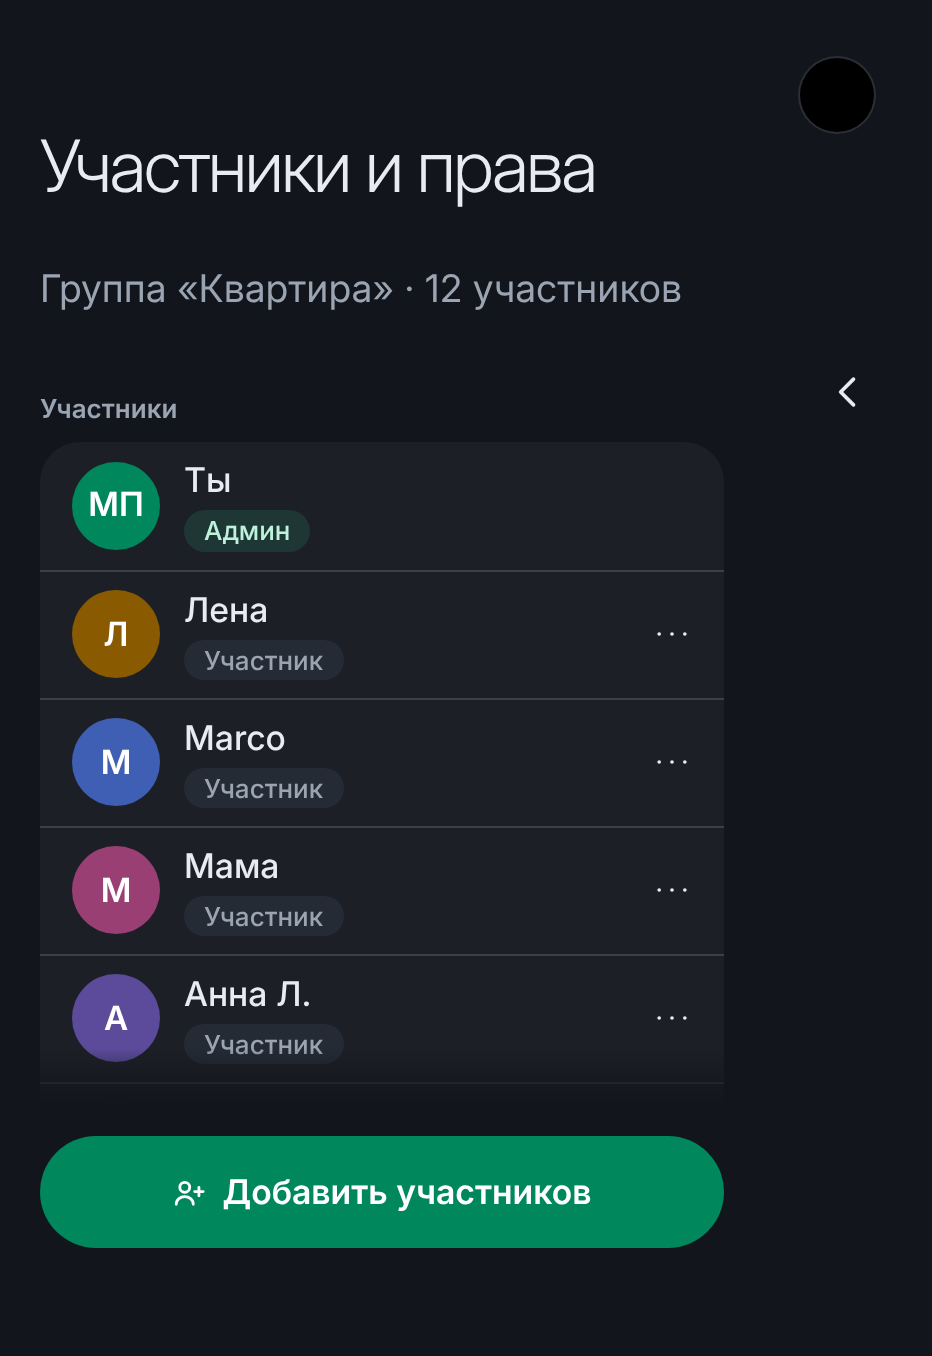 Участники и права
Группа «Квартира» · 12 участников
Участники
МП
Ты
Админ
Л
Лена
Участник
M
Marco
Участник
М
Мама
Участник
А
Анна Л.
Участник
Добавить участников